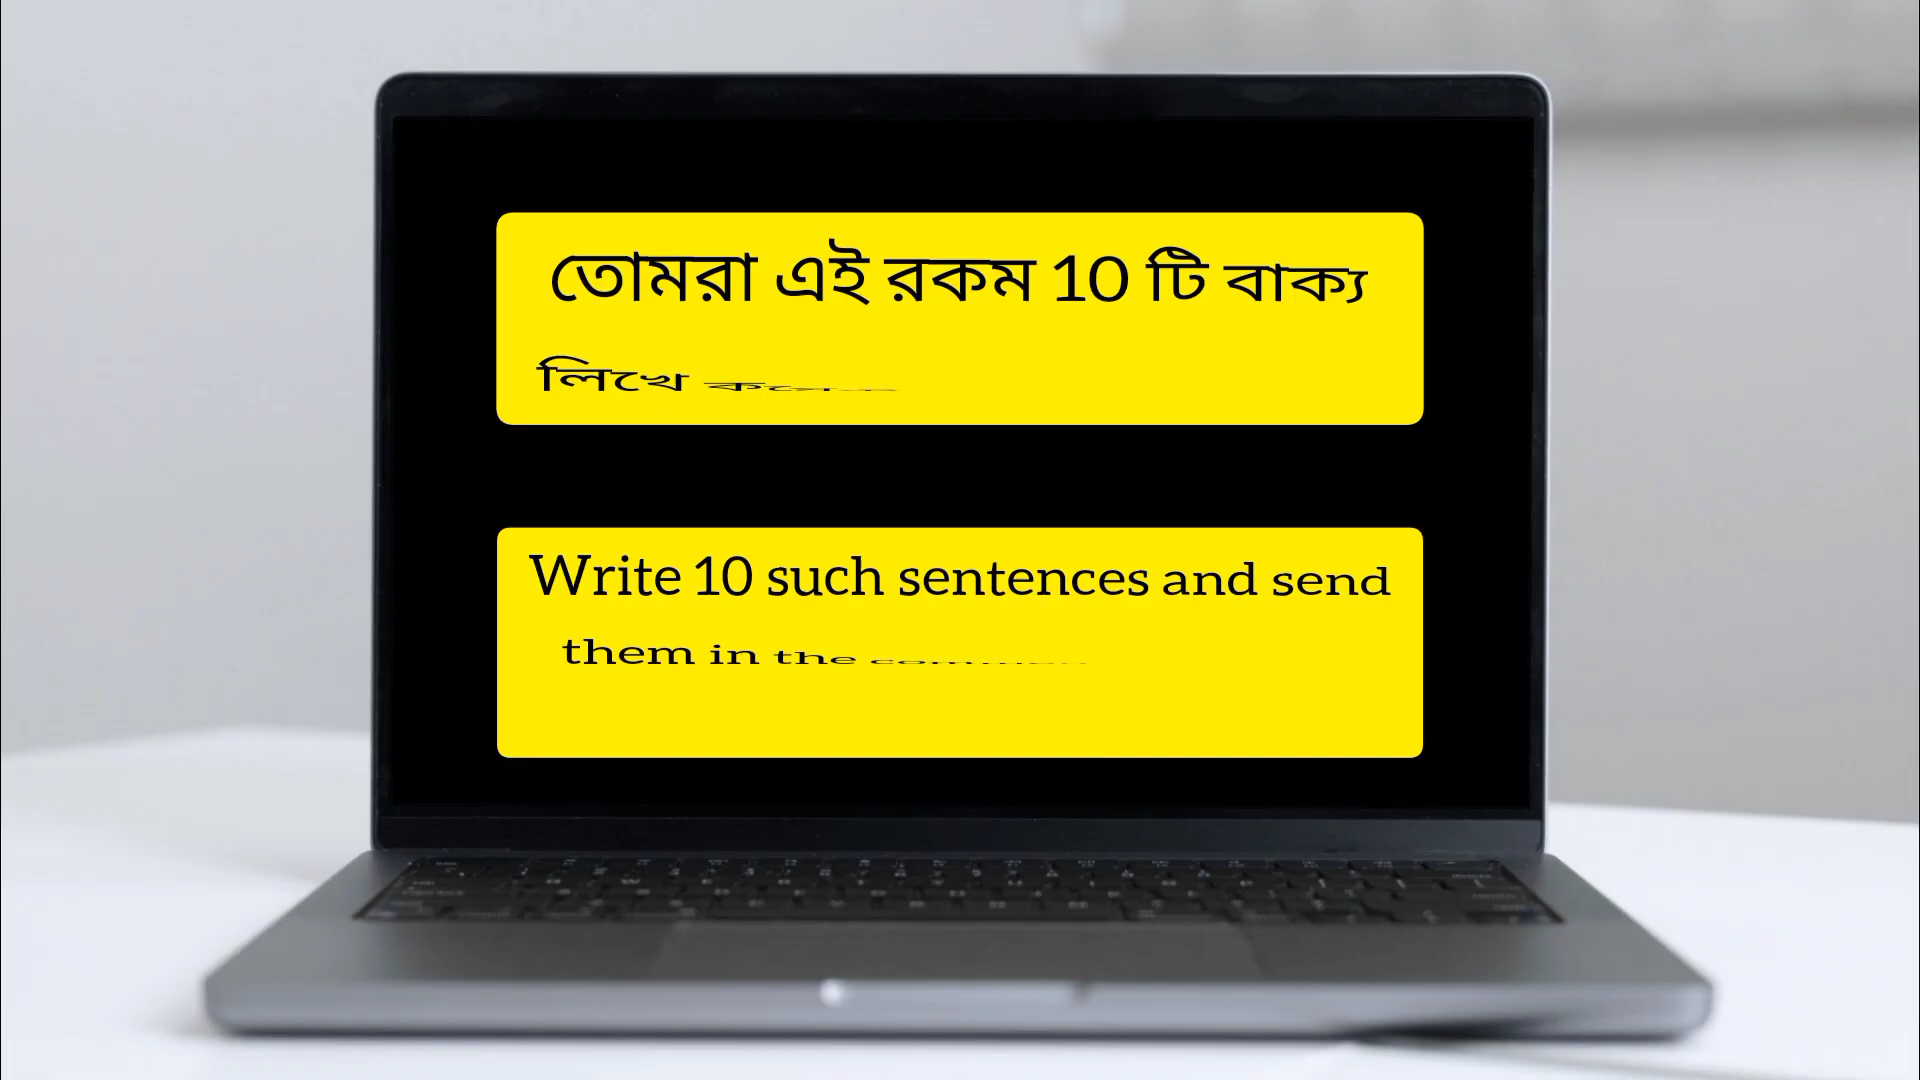 তোমরা এই রকম 10 টি বাক্য
লিখে
Write 10 such sentences and send
them in the